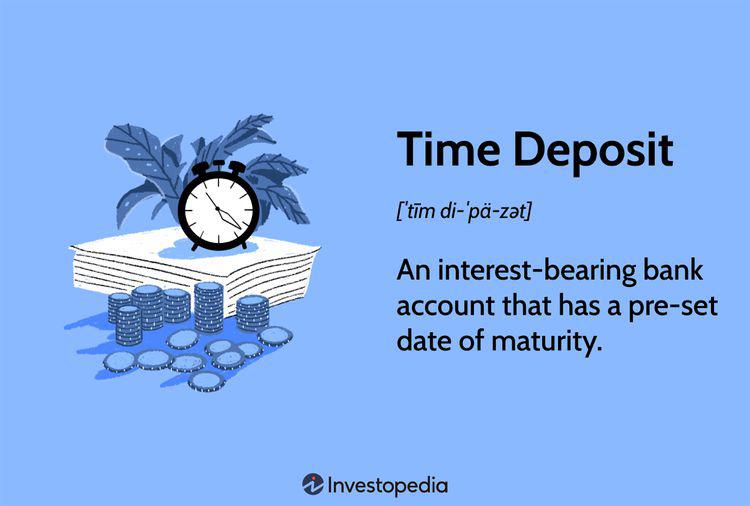 Time Deposit
[ˈtīm di-ˈpä-zət]
An interest-bearing bank
account that has a pre-set
date of maturity.
Investopedia